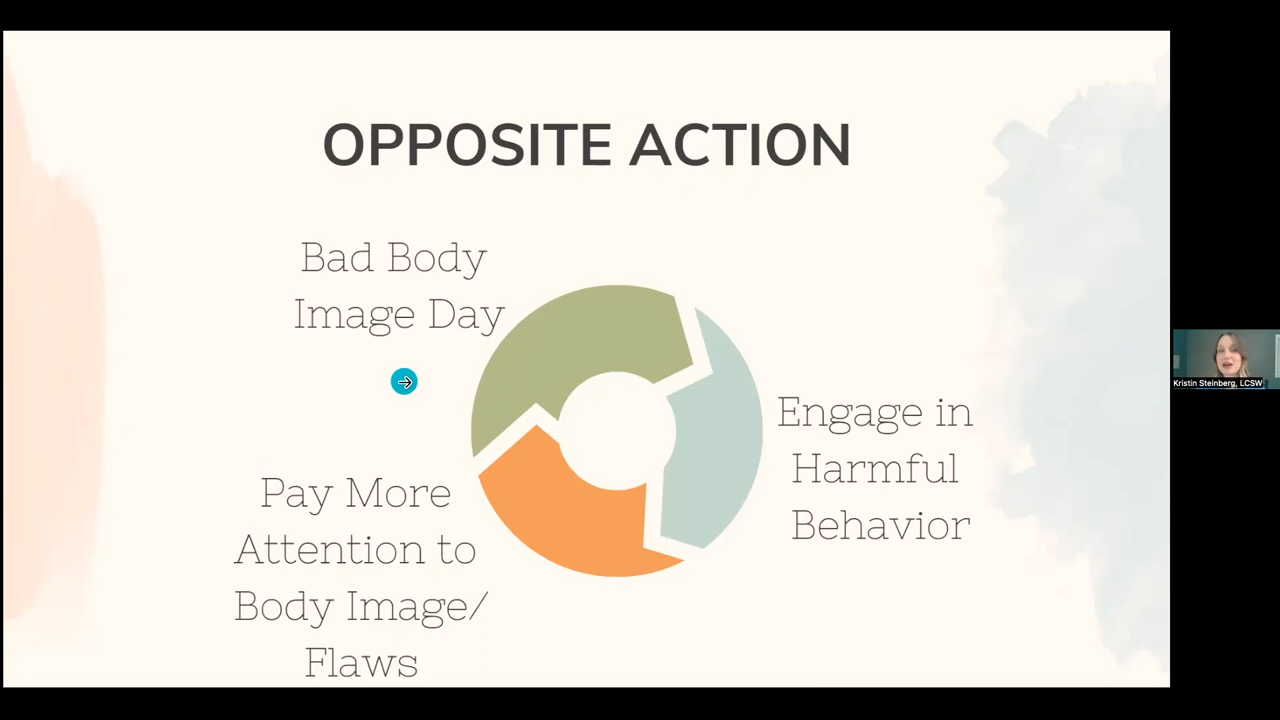 OPPOSITE ACTION
Bad Body
Image Day
Engage in
Harmful
Behavior
Pay More
Attention to
Body Image/
Flaws
Kristin Steinberg, LCSW